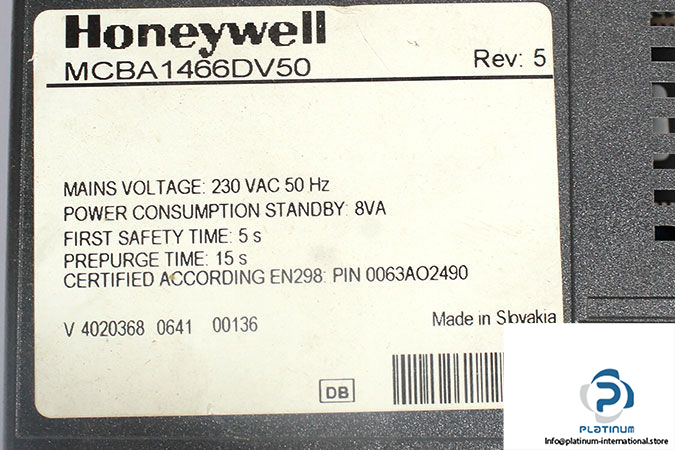 Honeywell
MCBA1466DV50 Rev: 5
MAINS VOLTAGE: 230 VAC 50 Hz
POWER CONSUMPTION STANDBY: 8VA
FIRST SAFETY TIME: 5 s
PREPURGE TIME: 15 s
CERTIFIED ACCORDING EN298: PIN 0063AO2490
V 4020368 0641 00136 Made in Slovakia
DB
PLATINUM
Info@platinum-international.store